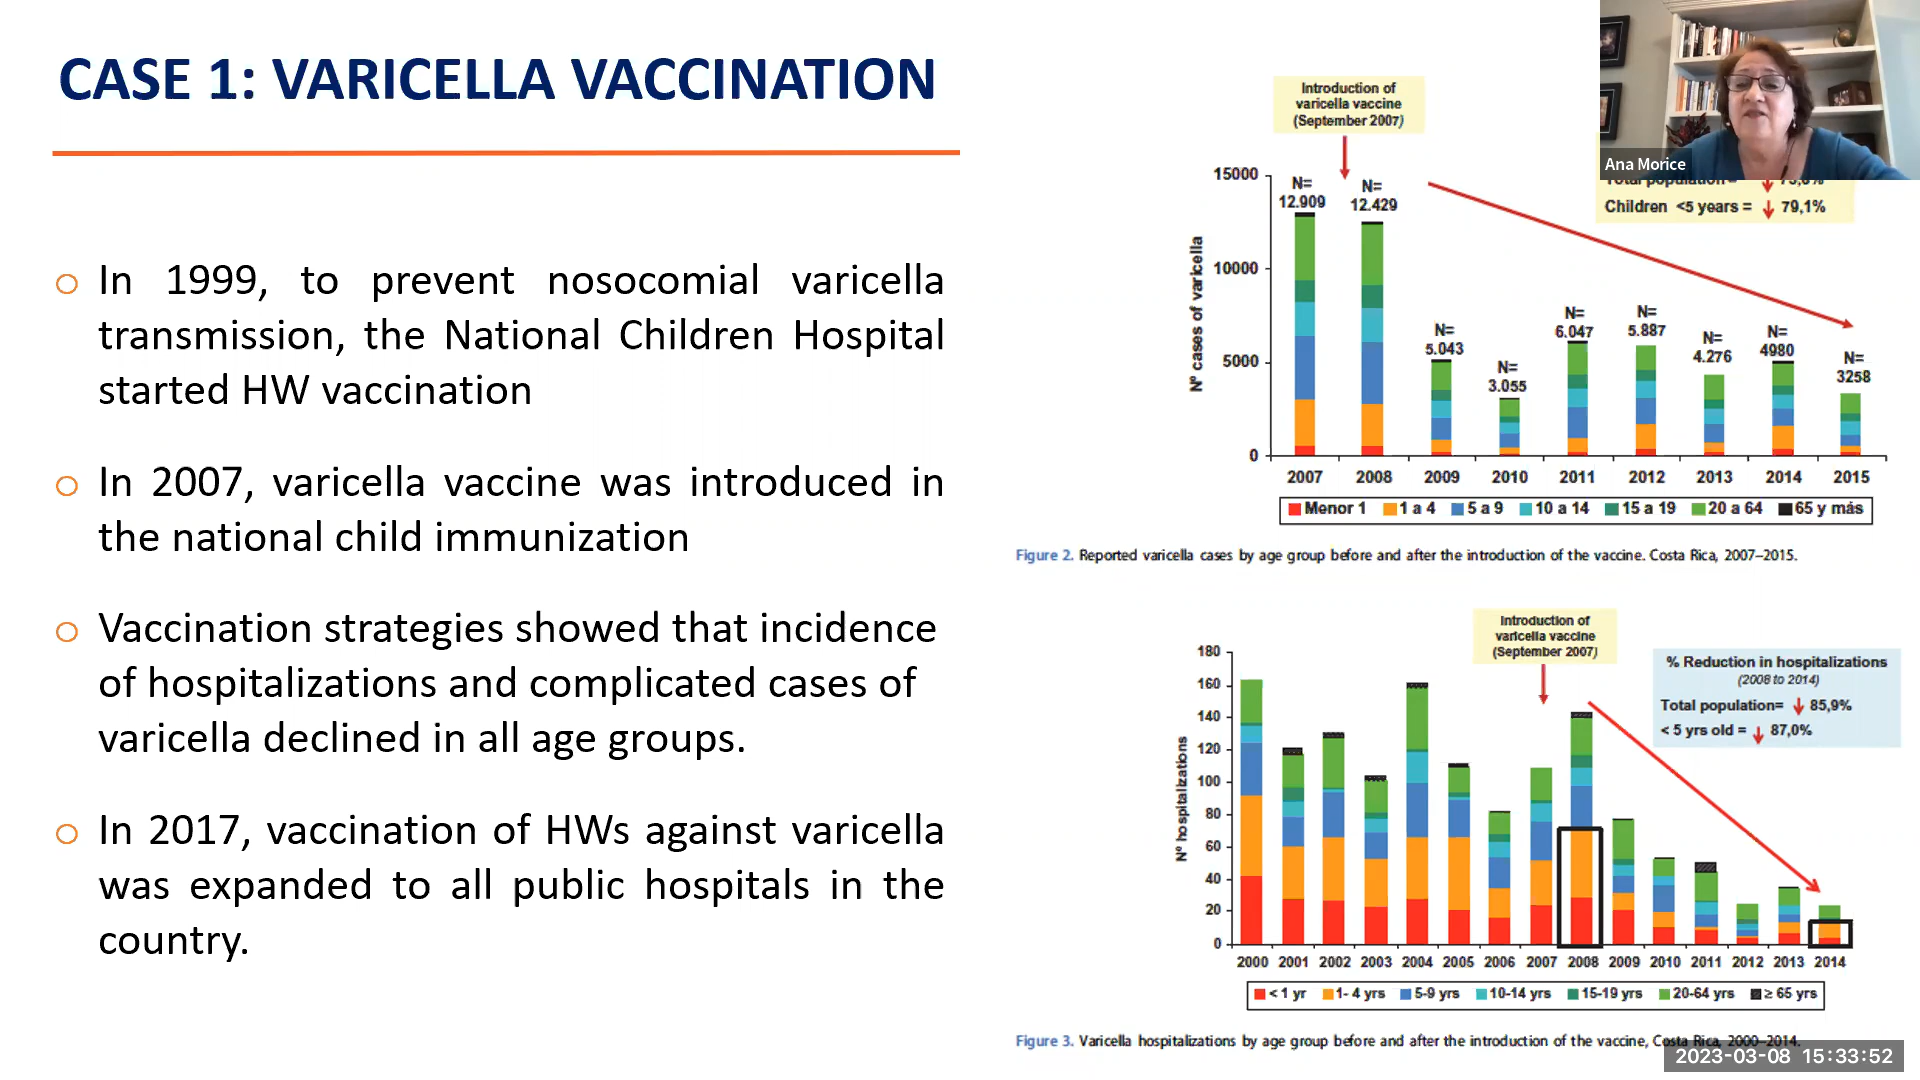 CASE 1: VARICELLA VACCINATION
In 1999, to prevent nosocomial varicella
transmission, the National Children Hospital
started HW vaccination
In 2007, varicella vaccine was introduced in
the national child immunization
Vaccination strategies showed that incidence
of hospitalizations and complicated cases of
varicella declined in all age groups.
In 2017, vaccination of HWs against varicella
was expanded to all public hospitals in the
country.
Introduction of
varicella vaccine
(September 2007)
Ana Morice
Total population=
Children <5 years = 79,1%
Nº cases of varicella
15000
10000
5000
0
N=
12.909
N=
12.429
N=
5.043
N=
3.055
N=
6.047
N=
5.887
N=
4.276
N=
4980
N=
3258
2007 2008 2009 2010 2011 2012 2013 2014 2015
Menor 1 1 a 4 5 a 9 10 a 14 15 a 19 20 a 64 65 y más
Figure 2. Reported varicella cases by age group before and after the introduction of the vaccine. Costa Rica, 2007–2015.
Introduction of
varicella vaccine
(September 2007)
% Reduction in hospitalizations
(2008 to 2014)
Total population= 85,9%
< 5 yrs old = 87,0%
Nº hospitalizations
180
160
140
120
100
80
60
40
20
0
2000 2001 2002 2003 2004 2005 2006 2007 2008 2009 2010 2011 2012 2013 2014
< 1 yr 1- 4 yrs 5-9 yrs 10-14 yrs 15-19 yrs 20-64 yrs ≥ 65 yrs
Figure 3. Varicella hospitalizations by age group before and after the introduction of the vaccine, Costa Rica, 2000–2014.
2023-03-08 15:33:52